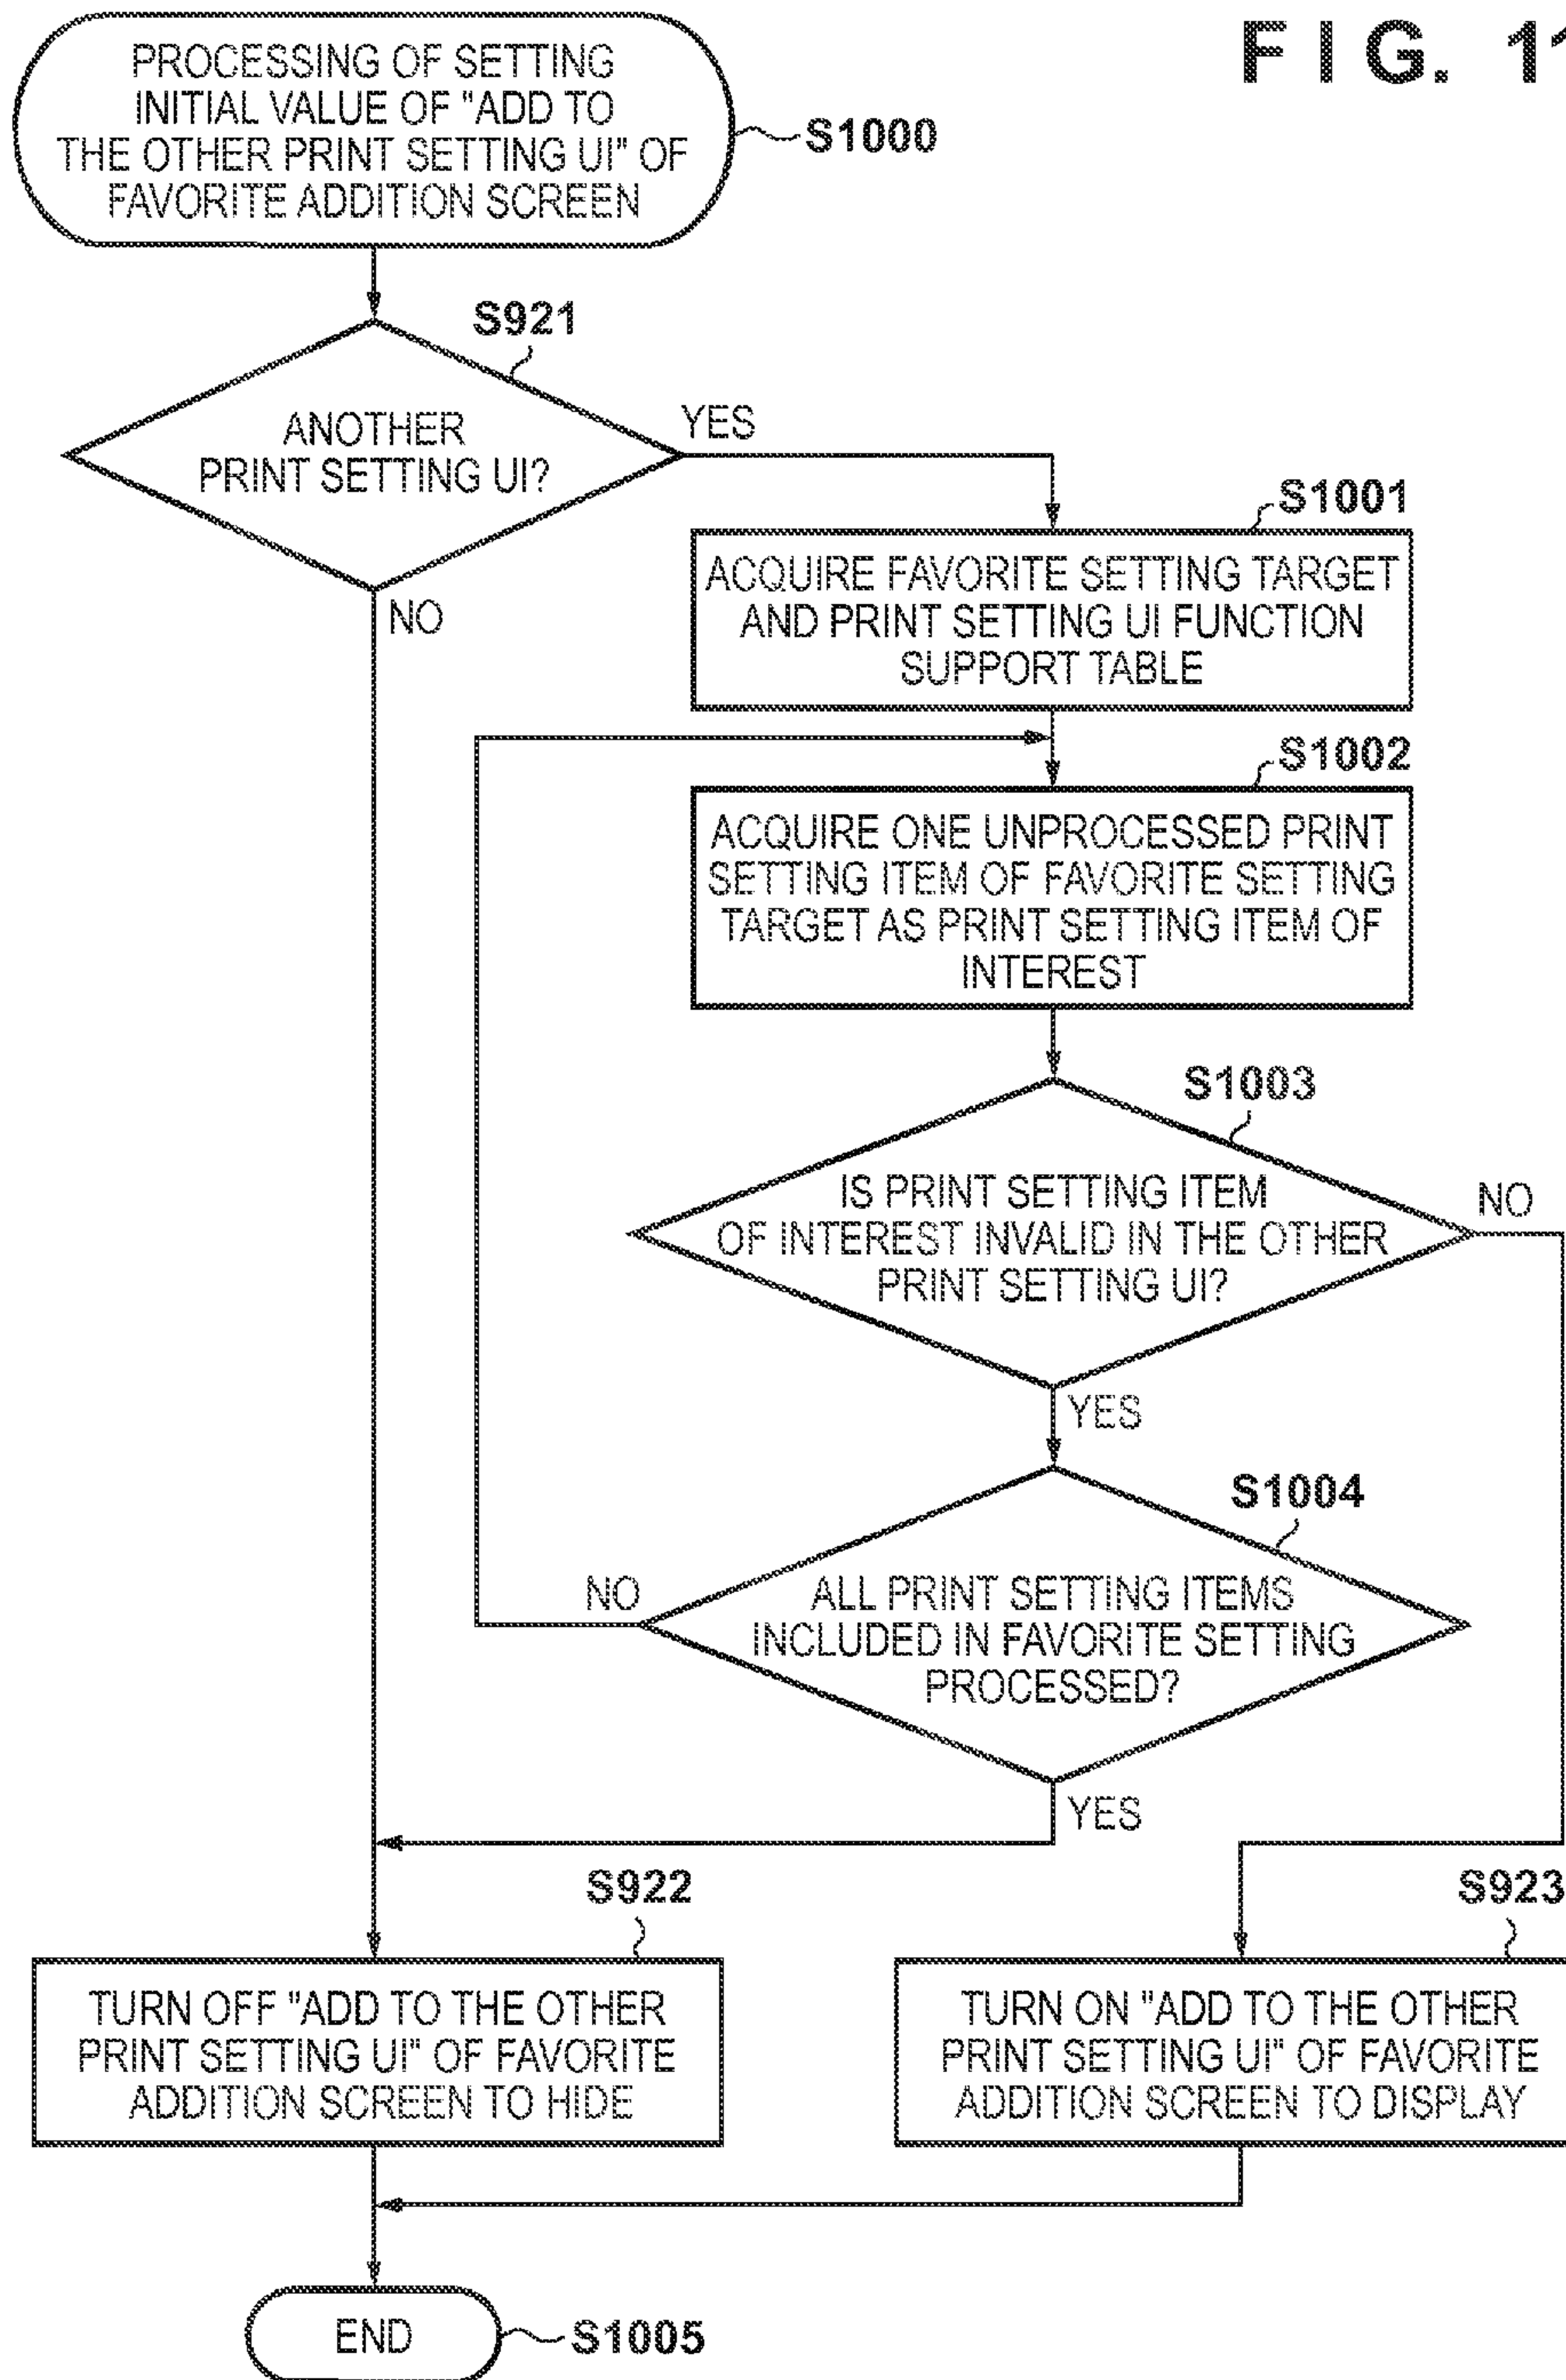 FIG. 11
PROCESSING OF SETTING
INITIAL VALUE OF "ADD TO
THE OTHER PRINT SETTING UI" OF
FAVORITE ADDITION SCREEN
S1000
S921
ANOTHER
PRINT SETTING UI?
YES
NO
S1001
ACQUIRE FAVORITE SETTING TARGET
AND PRINT SETTING UI FUNCTION
SUPPORT TABLE
S1002
ACQUIRE ONE UNPROCESSED PRINT
SETTING ITEM OF FAVORITE SETTING
TARGET AS PRINT SETTING ITEM OF
INTEREST
S1003
IS PRINT SETTING ITEM
OF INTEREST INVALID IN THE OTHER
PRINT SETTING UI?
NO
YES
S1004
ALL PRINT SETTING ITEMS
INCLUDED IN FAVORITE SETTING
PROCESSED?
NO
YES
S922
TURN OFF "ADD TO THE OTHER
PRINT SETTING UI" OF FAVORITE
ADDITION SCREEN TO HIDE
S923
TURN ON "ADD TO THE OTHER
PRINT SETTING UI" OF FAVORITE
ADDITION SCREEN TO DISPLAY
END
S1005